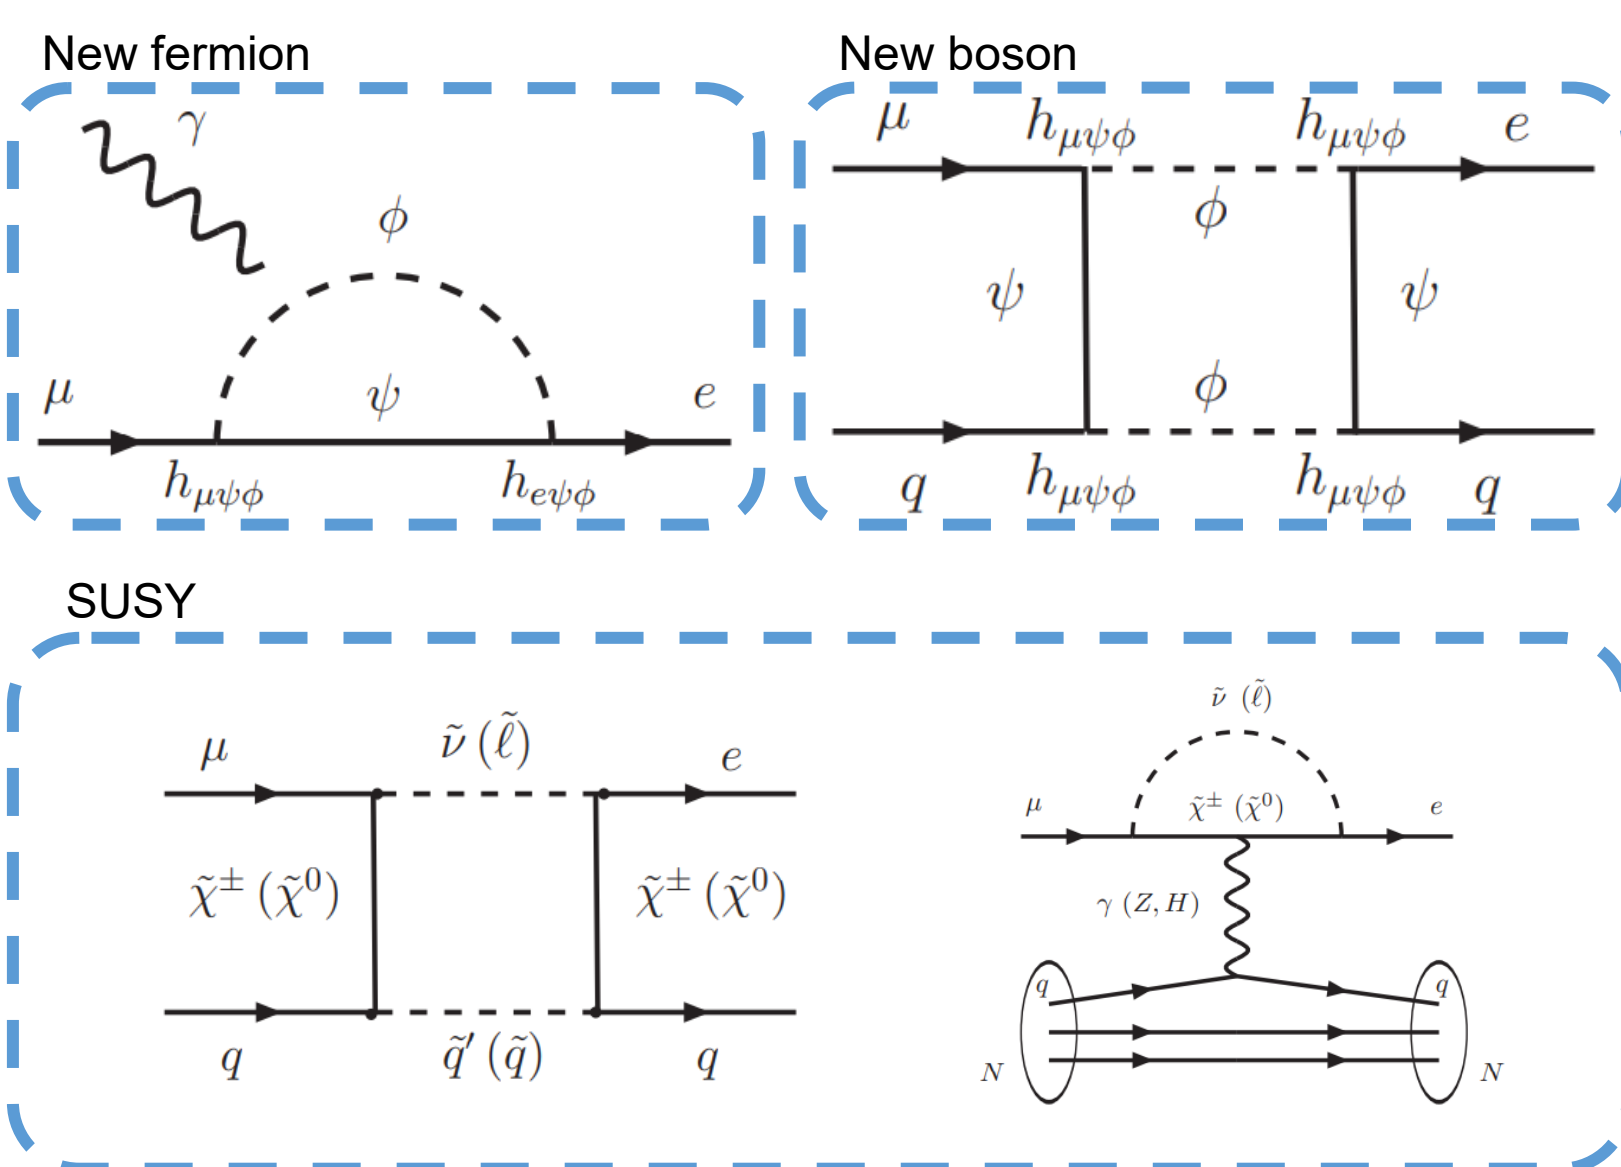 New fermion
γ
ϕ
μ ψ e
h_{μψϕ} h_{eψϕ}
New boson
μ h_{μψϕ} h_{μψϕ} e
ϕ
ψ ψ
ϕ
q h_{μψϕ} h_{μψϕ} q
SUSY
μ ν̃ (ℓ̃) e
χ̃^± (χ̃^0) χ̃^± (χ̃^0)
q q̃′ (q̃) q
ν̃ (ℓ̃)
μ χ̃^± (χ̃^0) e
γ (Z, H)
q q
N N